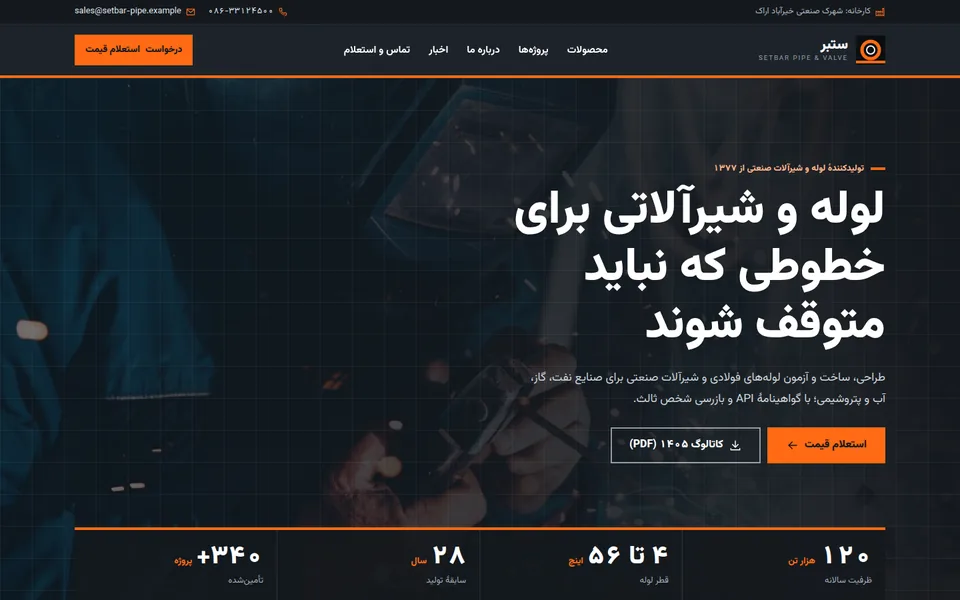 کارخانه: شهرک صنعتی خیرآباد اراک
۰۸۶-۳۳۱۲۴۵۰۰
sales@setbar-pipe.example
ستبر
SETBAR PIPE & VALVE
محصولات
پروژه‌ها
درباره ما
اخبار
تماس و استعلام
درخواست استعلام قیمت
تولیدکنندهٔ لوله و شیرآلات صنعتی از ۱۳۷۷
لوله و شیرآلاتی برای
خطوطی که نباید
متوقف شوند
طراحی، ساخت و آزمون لوله‌های فولادی و شیرآلات صنعتی برای صنایع نفت، گاز،
آب و پتروشیمی؛ با گواهینامهٔ API و بازرسی شخص ثالث.
استعلام قیمت
کاتالوگ ۱۴۰۵ (PDF)
۱۲۰ هزار تن
ظرفیت سالانه
۴ تا ۵۶ اینچ
قطر لوله
۲۸ سال
سابقهٔ تولید
۳۴۰+ پروژه
تأمین‌شده